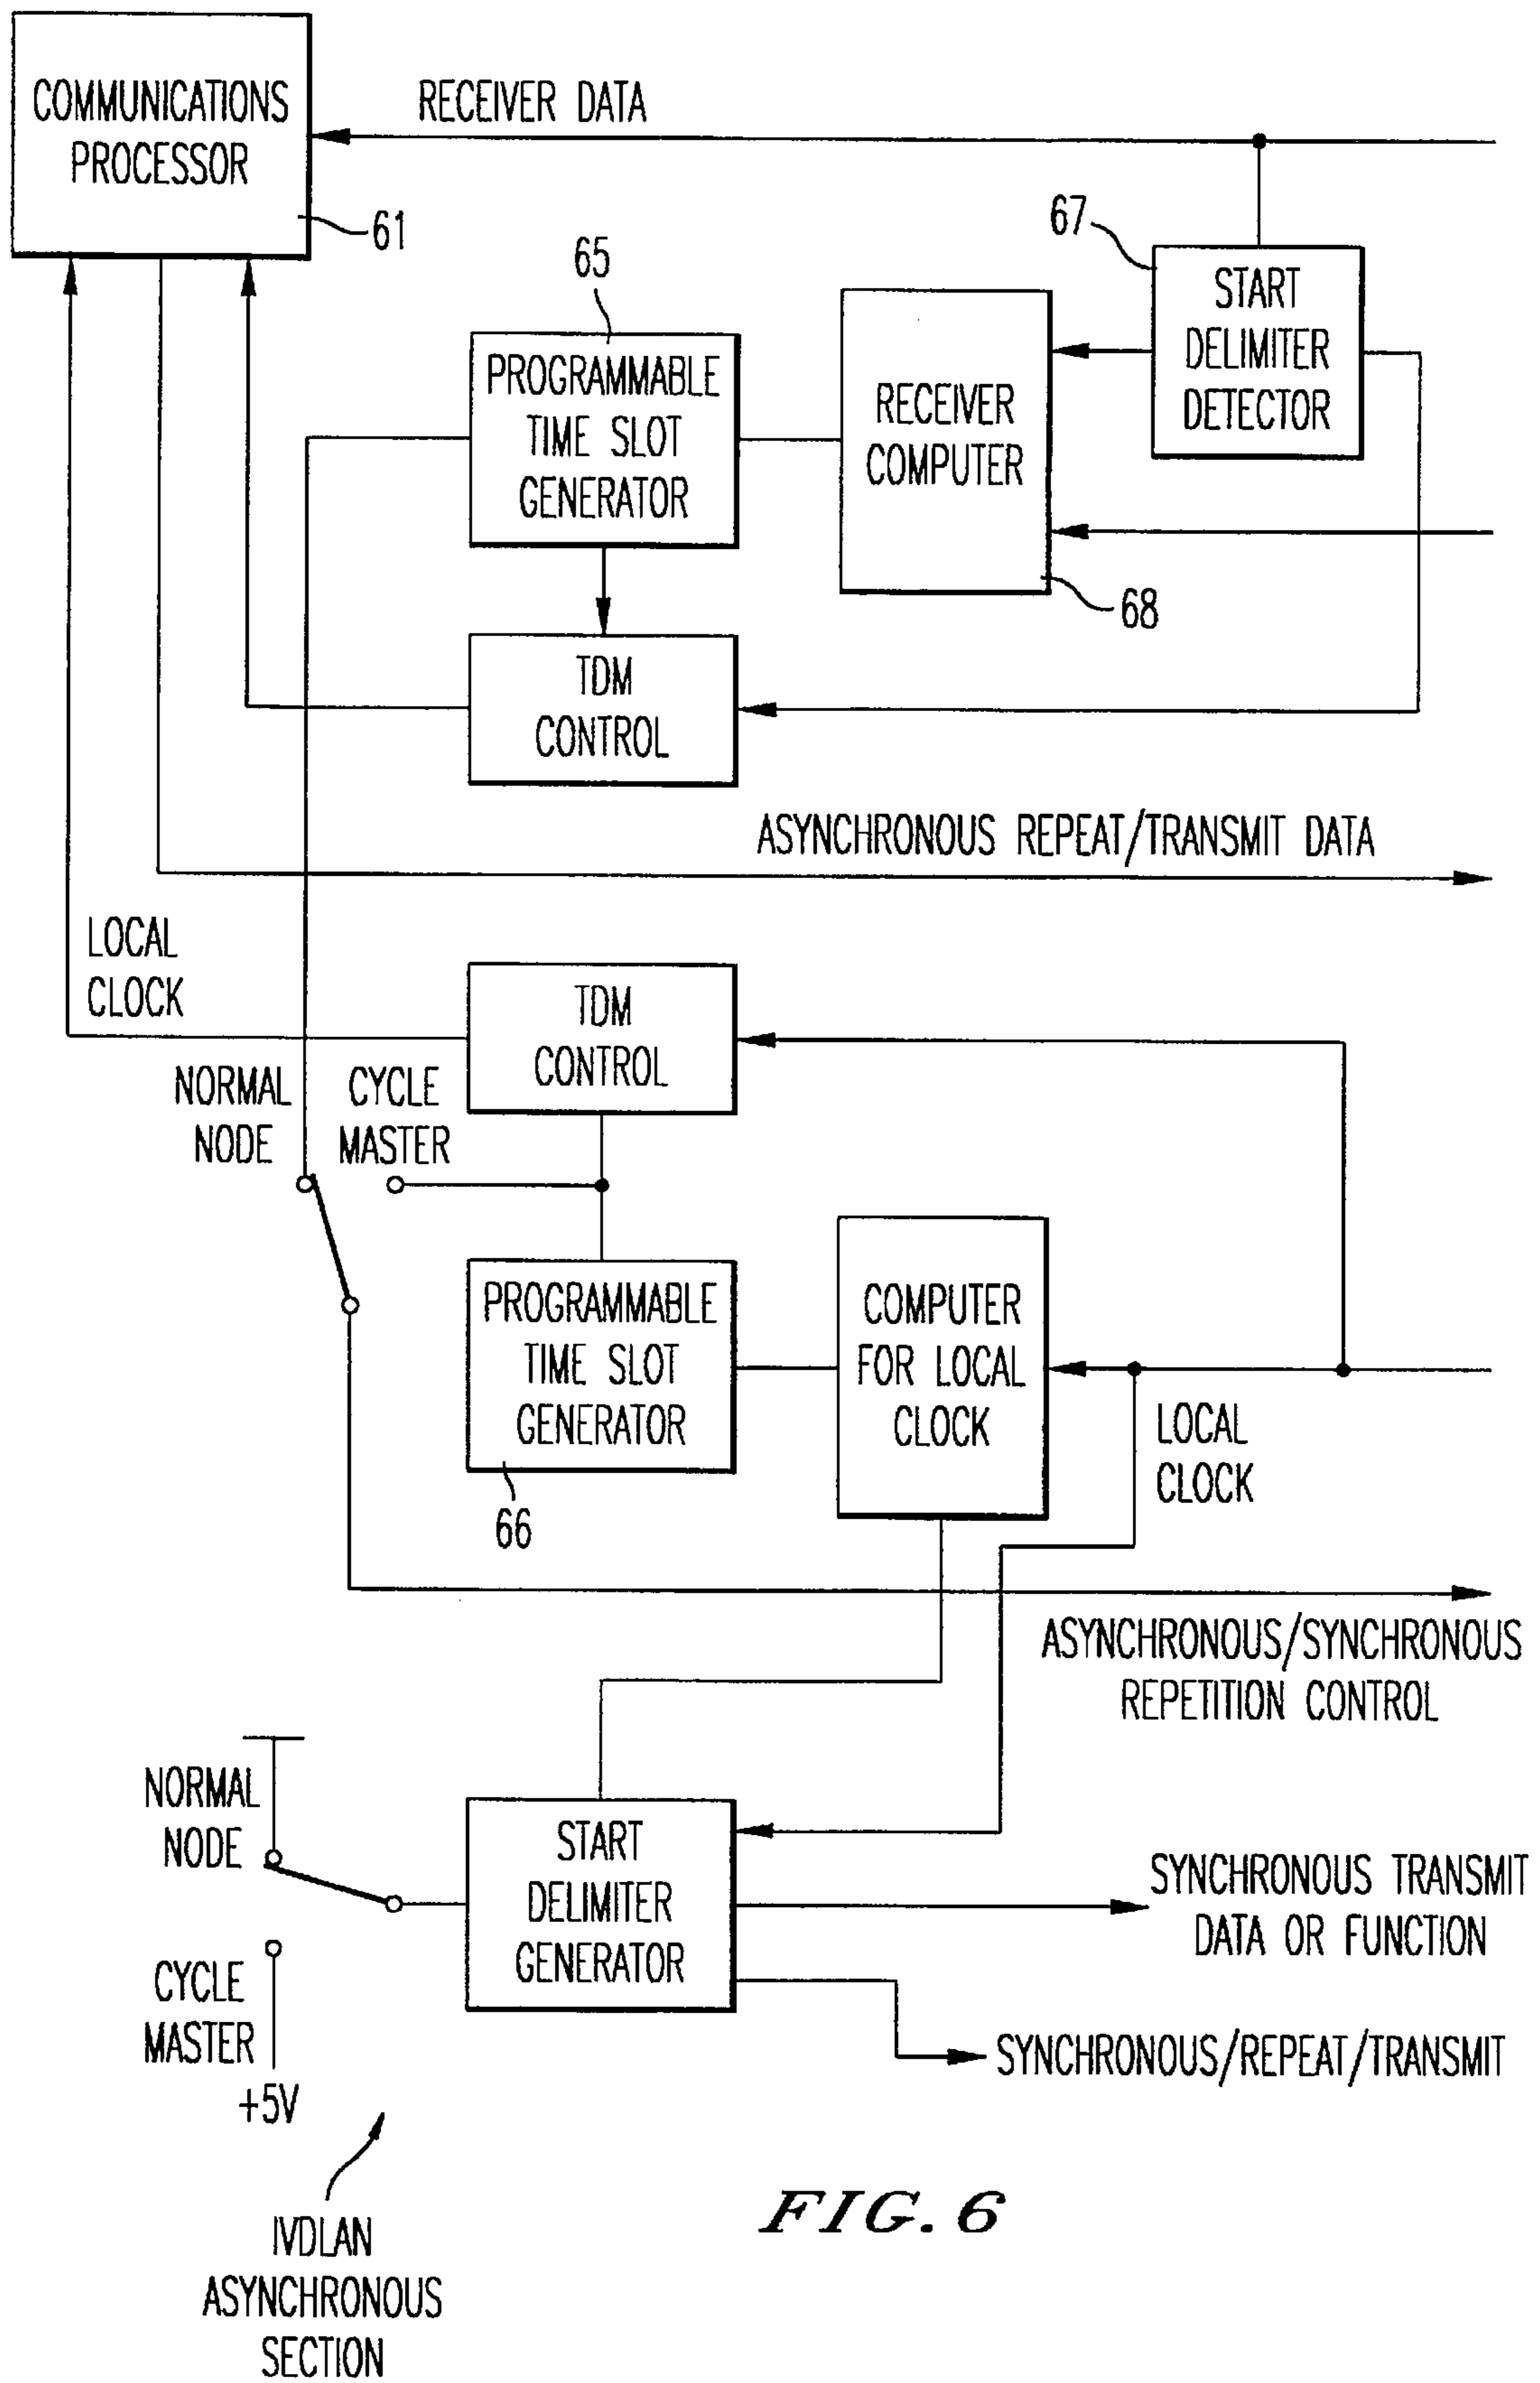 COMMUNICATIONS
PROCESSOR
61
RECEIVER DATA
67
START
DELIMITER
DETECTOR
65
PROGRAMMABLE
TIME SLOT
GENERATOR
RECEIVER
COMPUTER
68
TDM
CONTROL
ASYNCHRONOUS REPEAT/TRANSMIT DATA
LOCAL
CLOCK
TDM
CONTROL
NORMAL
NODE
CYCLE
MASTER
PROGRAMMABLE
TIME SLOT
GENERATOR
66
COMPUTER
FOR LOCAL
CLOCK
LOCAL
CLOCK
ASYNCHRONOUS/SYNCHRONOUS
REPETITION CONTROL
NORMAL
NODE
START
DELIMITER
GENERATOR
SYNCHRONOUS TRANSMIT
DATA OR FUNCTION
CYCLE
MASTER
+5V
SYNCHRONOUS/REPEAT/TRANSMIT
IVDLAN
ASYNCHRONOUS
SECTION
FIG. 6